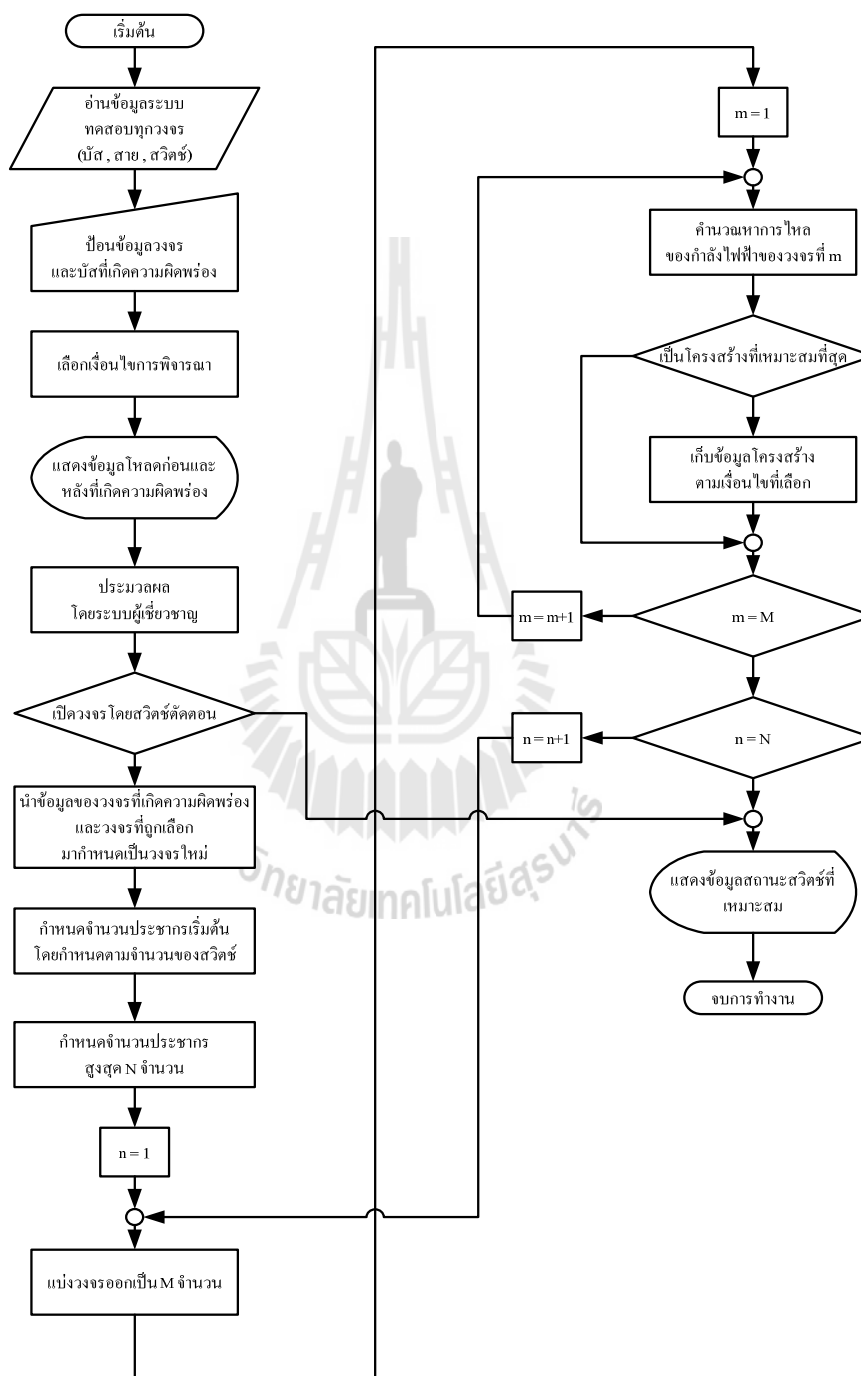 เริ่มต้น
อ่านข้อมูลระบบ
ทดสอบทุกวงจร
(บัส , สาย , สวิตช์)
ป้อนข้อมูลวงจร
และบัสที่เกิดความผิดพร่อง
เลือกเงื่อนไขการพิจารณา
แสดงข้อมูลโหลดก่อนและ
หลังที่เกิดความผิดพร่อง
ประมวลผล
โดยระบบผู้เชี่ยวชาญ
เปิดวงจรโดยสวิตช์ตัดตอน
นำข้อมูลของวงจรที่เกิดความผิดพร่อง
และวงจรที่ถูกเลือก
มากำหนดเป็นวงจรใหม่
กำหนดจำนวนประชากรเริ่มต้น
โดยกำหนดตามจำนวนของสวิตช์
กำหนดจำนวนประชากร
สูงสุด N จำนวน
n = 1
แบ่งวงจรออกเป็น M จำนวน
m = 1
คำนวณหาการไหล
ของกำลังไฟฟ้าของวงจรที่ m
เป็นโครงสร้างที่เหมาะสมที่สุด
เก็บข้อมูลโครงสร้าง
ตามเงื่อนไขที่เลือก
m = M
m = m+1
n = N
n = n+1
แสดงข้อมูลสถานะสวิตช์ที่
เหมาะสม
จบการทำงาน
วิทยาลัยเทคโนโลยีสุรนารี